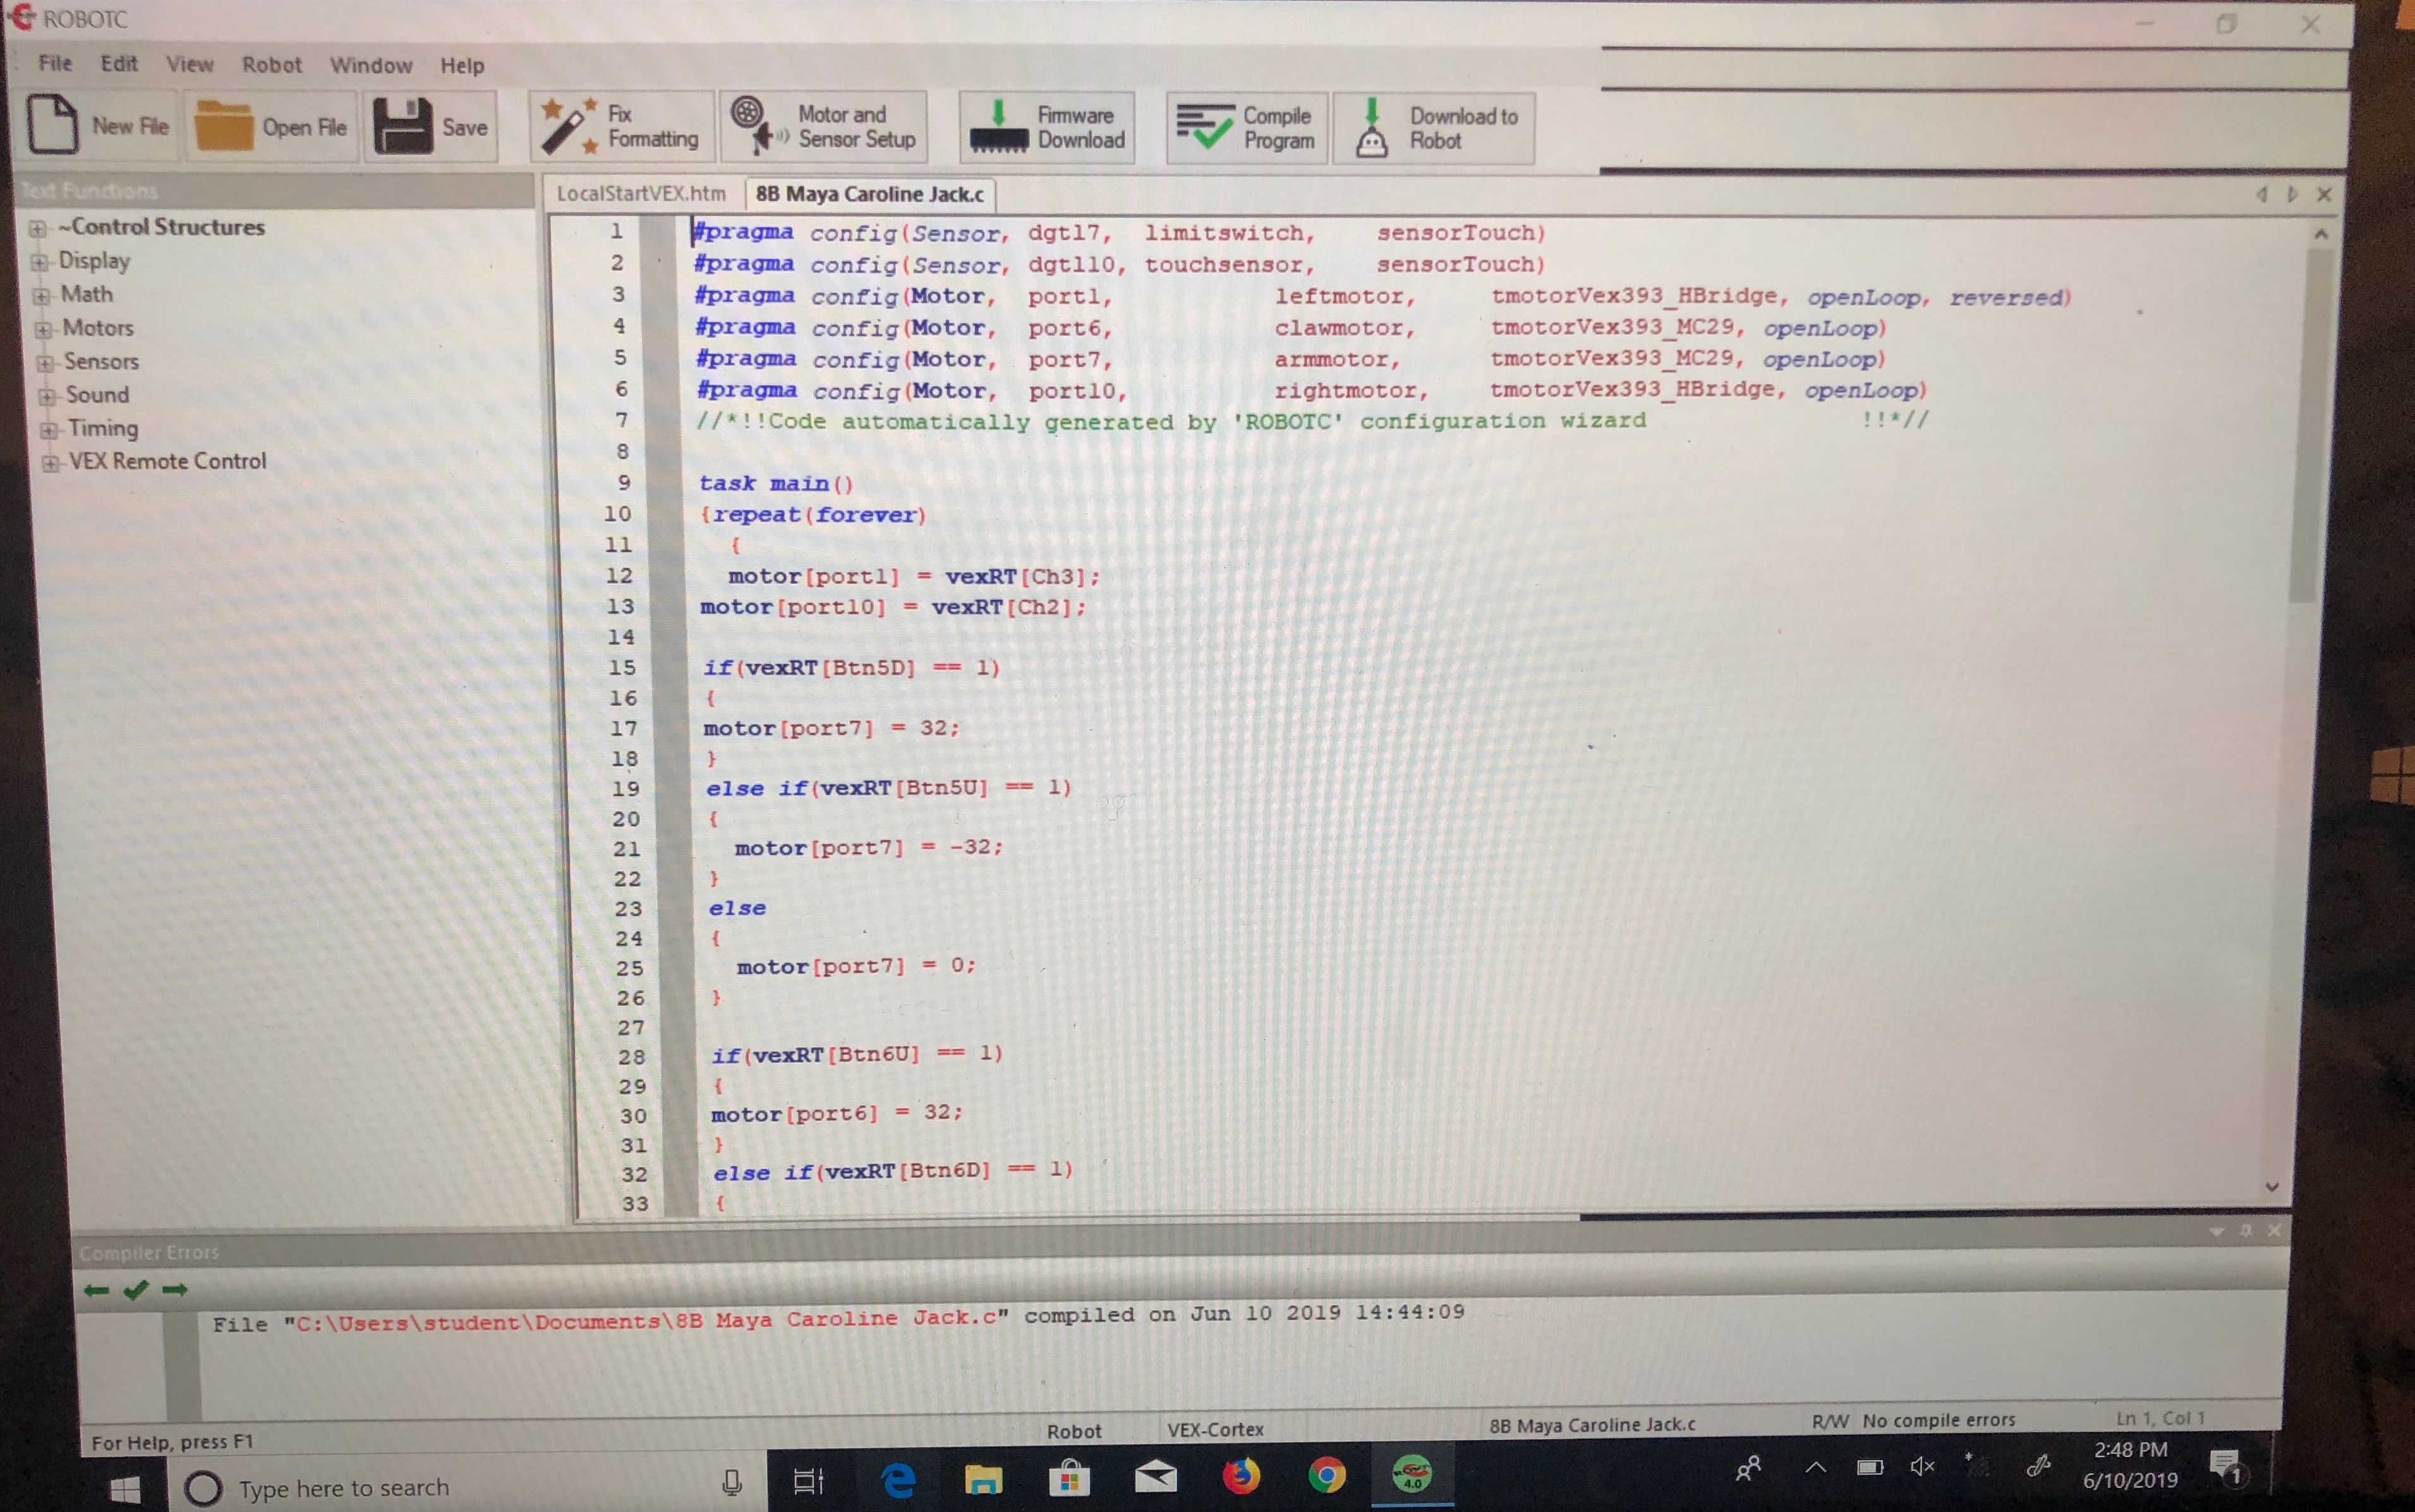 ROBOTC
File Edit View Robot Window Help
New File Open File Save Fix Formatting Motor and Sensor Setup Firmware Download Compile Program Download to Robot
Text Functions
~Control Structures
Display
Math
Motors
Sensors
Sound
Timing
VEX Remote Control
LocalStartVEX.htm 8B Maya Caroline Jack.c
1 #pragma config(Sensor, dgtl7, limitswitch, sensorTouch)
2 #pragma config(Sensor, dgtl10, touchsensor, sensorTouch)
3 #pragma config(Motor, port1, leftmotor, tmotorVex393_HBridge, openLoop, reversed)
4 #pragma config(Motor, port6, clawmotor, tmotorVex393_MC29, openLoop)
5 #pragma config(Motor, port7, armmotor, tmotorVex393_MC29, openLoop)
6 #pragma config(Motor, port10, rightmotor, tmotorVex393_HBridge, openLoop)
7 //*!!Code automatically generated by 'ROBOTC' configuration wizard !!*//
8
9 task main()
10 {repeat(forever)
11 {
12 motor[port1] = vexRT[Ch3];
13 motor[port10] = vexRT[Ch2];
14
15 if(vexRT[Btn5D] == 1)
16 {
17 motor[port7] = 32;
18 }
19 else if(vexRT[Btn5U] == 1)
20 {
21 motor[port7] = -32;
22 }
23 else
24 {
25 motor[port7] = 0;
26 }
27
28 if(vexRT[Btn6U] == 1)
29 {
30 motor[port6] = 32;
31 }
32 else if(vexRT[Btn6D] == 1)
33 {
Compiler Errors
File "C:\Users\student\Documents\8B Maya Caroline Jack.c" compiled on Jun 10 2019 14:44:09
For Help, press F1 Robot VEX-Cortex 8B Maya Caroline Jack.c R/W No compile errors Ln 1, Col 1
Type here to search 4.0 2:48 PM
6/10/2019 1